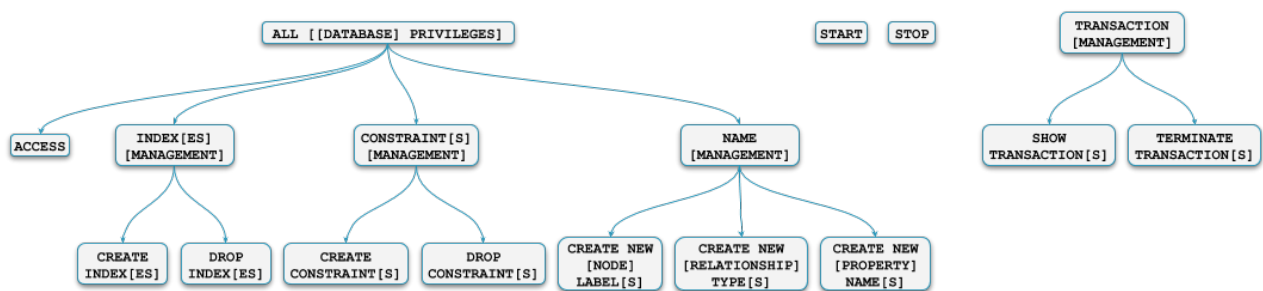 ALL [[DATABASE] PRIVILEGES]
START
STOP
TRANSACTION
[MANAGEMENT]
ACCESS
INDEX[ES]
[MANAGEMENT]
CONSTRAINT[S]
[MANAGEMENT]
NAME
[MANAGEMENT]
SHOW
TRANSACTION[S]
TERMINATE
TRANSACTION[S]
CREATE
INDEX[ES]
DROP
INDEX[ES]
CREATE
CONSTRAINT[S]
DROP
CONSTRAINT[S]
CREATE NEW
[NODE]
LABEL[S]
CREATE NEW
[RELATIONSHIP]
TYPE[S]
CREATE NEW
[PROPERTY]
NAME[S]